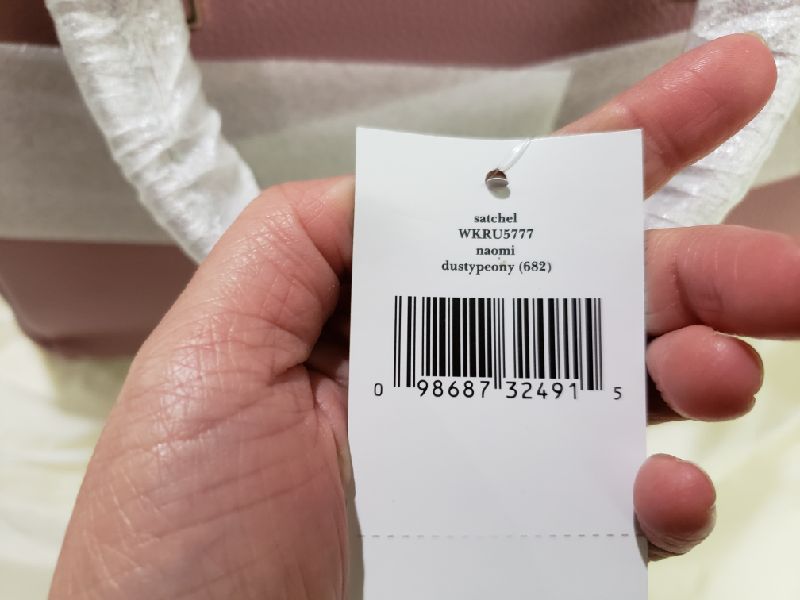 satchel
WKRU5777
naomi
dustypeony (682)
0 98687 32491 5